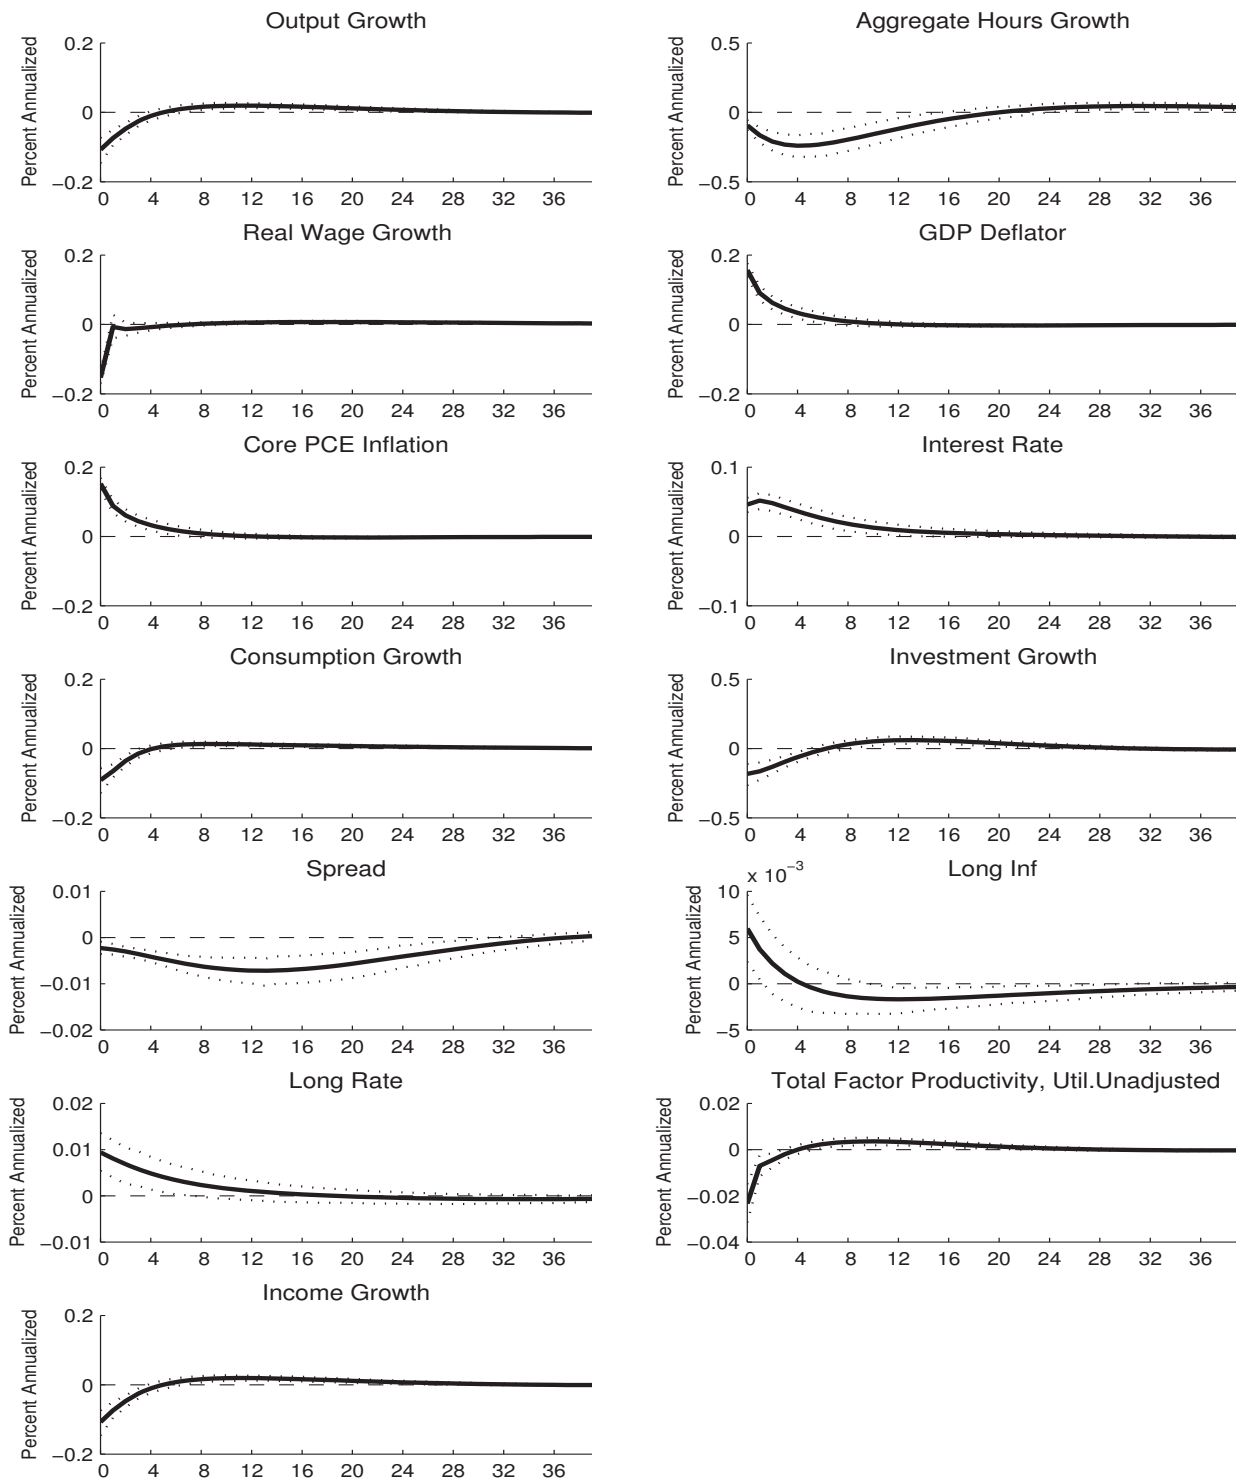 Output Growth
Percent Annualized
0.2
0
−0.2
0 4 8 12 16 20 24 28 32 36
Aggregate Hours Growth
Percent Annualized
0.5
0
−0.5
0 4 8 12 16 20 24 28 32 36
Real Wage Growth
Percent Annualized
0.2
0
−0.2
0 4 8 12 16 20 24 28 32 36
GDP Deflator
Percent Annualized
0.2
0
−0.2
0 4 8 12 16 20 24 28 32 36
Core PCE Inflation
Percent Annualized
0.2
0
−0.2
0 4 8 12 16 20 24 28 32 36
Interest Rate
Percent Annualized
0.1
0
−0.1
0 4 8 12 16 20 24 28 32 36
Consumption Growth
Percent Annualized
0.2
0
−0.2
0 4 8 12 16 20 24 28 32 36
Investment Growth
Percent Annualized
0.5
0
−0.5
0 4 8 12 16 20 24 28 32 36
Spread
Percent Annualized
0.01
0
−0.01
−0.02
0 4 8 12 16 20 24 28 32 36
Long Inf
x 10−3
Percent Annualized
10
5
0
−5
0 4 8 12 16 20 24 28 32 36
Long Rate
Percent Annualized
0.02
0.01
0
−0.01
0 4 8 12 16 20 24 28 32 36
Total Factor Productivity, Util.Unadjusted
Percent Annualized
0.02
0
−0.02
−0.04
0 4 8 12 16 20 24 28 32 36
Income Growth
Percent Annualized
0.2
0
−0.2
0 4 8 12 16 20 24 28 32 36